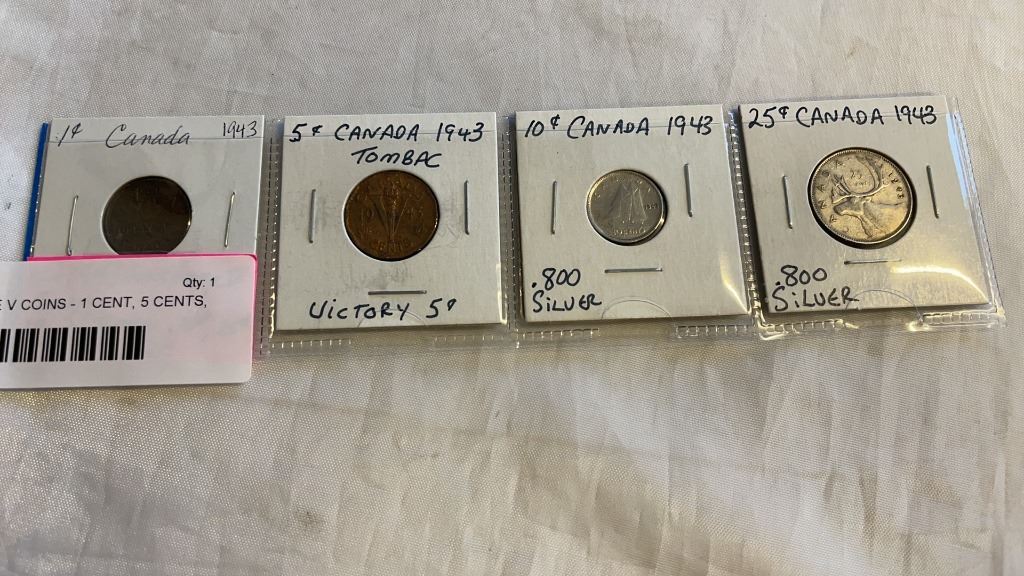 1¢ Canada 1943
5¢ CANADA 1943
TOMBAC
VICTORY 5¢
10¢ CANADA 1943
.800
SILVER
25¢ CANADA 1943
.800
SILVER
Qty: 1
E V COINS - 1 CENT, 5 CENTS,